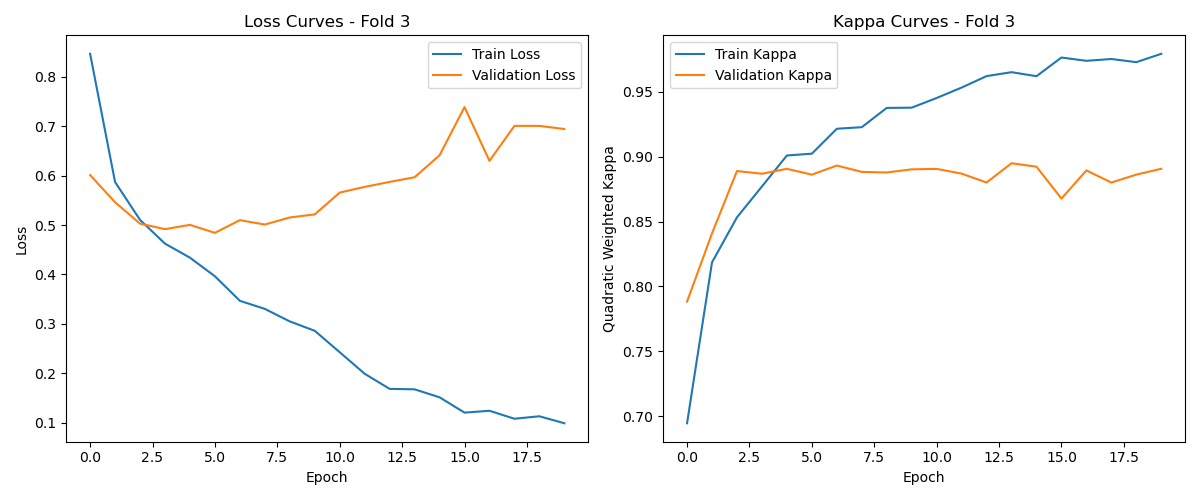 Loss Curves - Fold 3
Train Loss
Validation Loss
Loss
0.8
0.7
0.6
0.5
0.4
0.3
0.2
0.1
0.0 2.5 5.0 7.5 10.0 12.5 15.0 17.5
Epoch
Kappa Curves - Fold 3
Train Kappa
Validation Kappa
Quadratic Weighted Kappa
0.95
0.90
0.85
0.80
0.75
0.70
0.0 2.5 5.0 7.5 10.0 12.5 15.0 17.5
Epoch